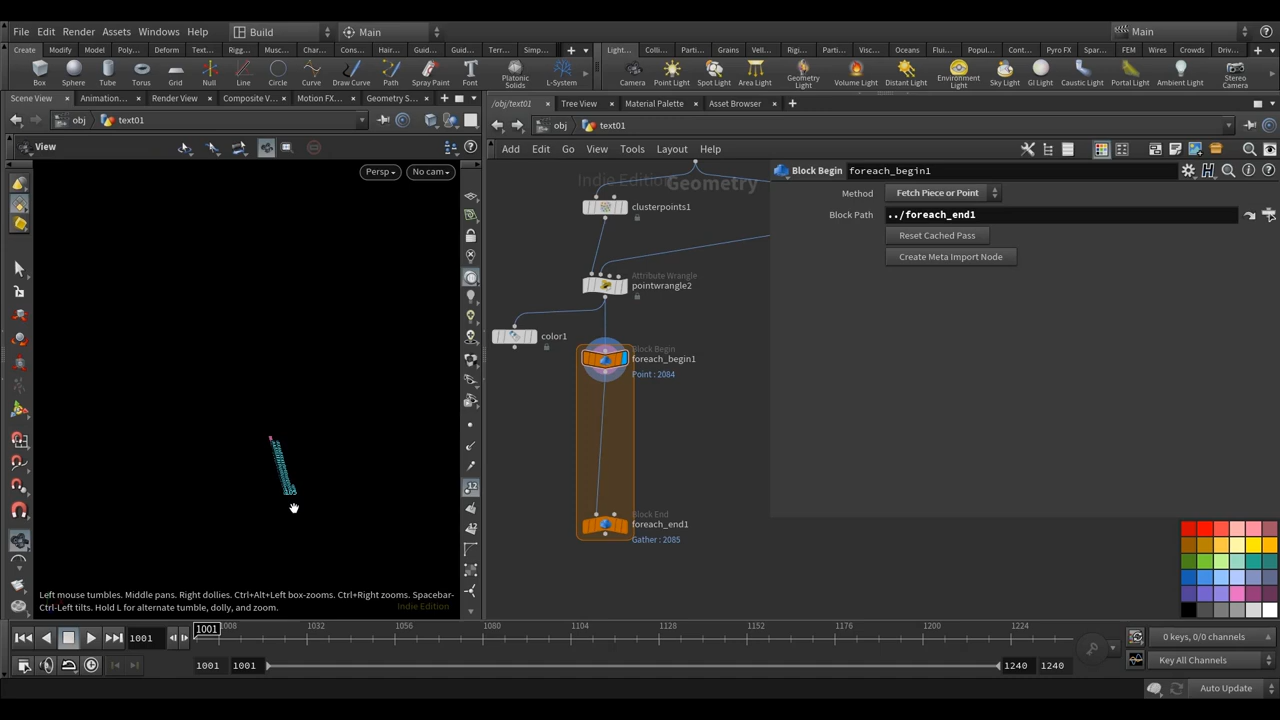 File Edit Render Assets Windows Help Build Main Main
Create Modify Model Poly... Deform Text... Rigg... Musc... Char... Cons... Hair... Guid... Guid... Terr... Simp... Light... Colli... Parti... Grains Vell... Rigi... Parti... Visc... Oceans Flui... Popul... Cont... Pyro FX Spar... FEM Wires Crowds Driv...
Box Sphere Tube Torus Grid Null Line Circle Curve Draw Curve Path Spray Paint Font Platonic Solids L-System Camera Point Light Spot Light Area Light Geometry Light Volume Light Distant Light Environment Light Sky Light GI Light Caustic Light Portal Light Ambient Light Stereo Camera
Scene View Animation... Render View Composite V... Motion FX... Geometry S... /obj/text01 Tree View Material Palette Asset Browser
obj text01 obj text01
View Add Edit Go View Tools Layout Help
Persp No cam
Indie Edition Geometry
clusterpoints1
Attribute Wrangle
pointwrangle2
color1
Block Begin
foreach_begin1
Point : 2084
Block End
foreach_end1
Gather : 2085
Block Begin foreach_begin1
Method Fetch Piece or Point
Block Path ../foreach_end1
Reset Cached Pass
Create Meta Import Node
Left mouse tumbles. Middle pans. Right dollies. Ctrl+Alt+Left box-zooms. Ctrl+Right zooms. Spacebar-
Ctrl-Left tilts. Hold L for alternate tumble, dolly, and zoom.
Indie Edition
1001 1001 1008 1032 1056 1080 1104 1128 1152 1176 1200 1224 0 keys, 0/0 channels
1001 1001 1240 1240 Key All Channels
Auto Update